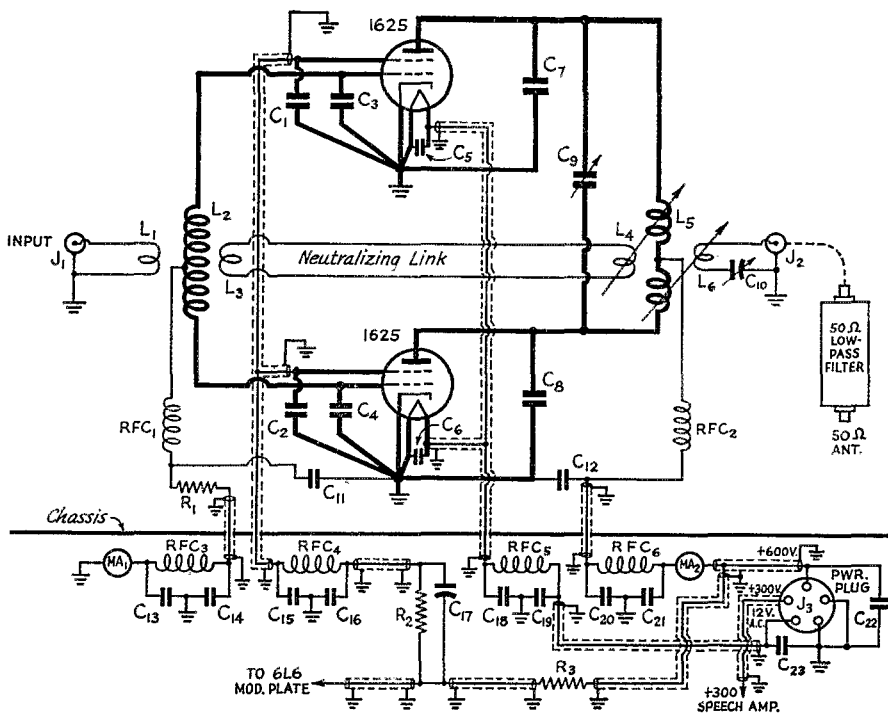 1625
C7
C1
C3
C5
C9
L2
L4
L5
INPUT
J1
L1
Neutralizing Link
J2
L3
L6
C10
1625
50Ω
LOW-
PASS
FILTER
C8
RFC1
C2
C4
C6
RFC2
50Ω
ANT.
C11
C12
R1
Chassis
MA1
RFC3
RFC4
RFC5
RFC6
MA2
+600V.
PWR.
PLUG
+300V.
J3
12V.
A.C.
C13
C14
C15
C16
R2
C17
C18
C19
C20
C21
C22
C23
R3
TO 6L6
MOD. PLATE
+300
SPEECH AMP.